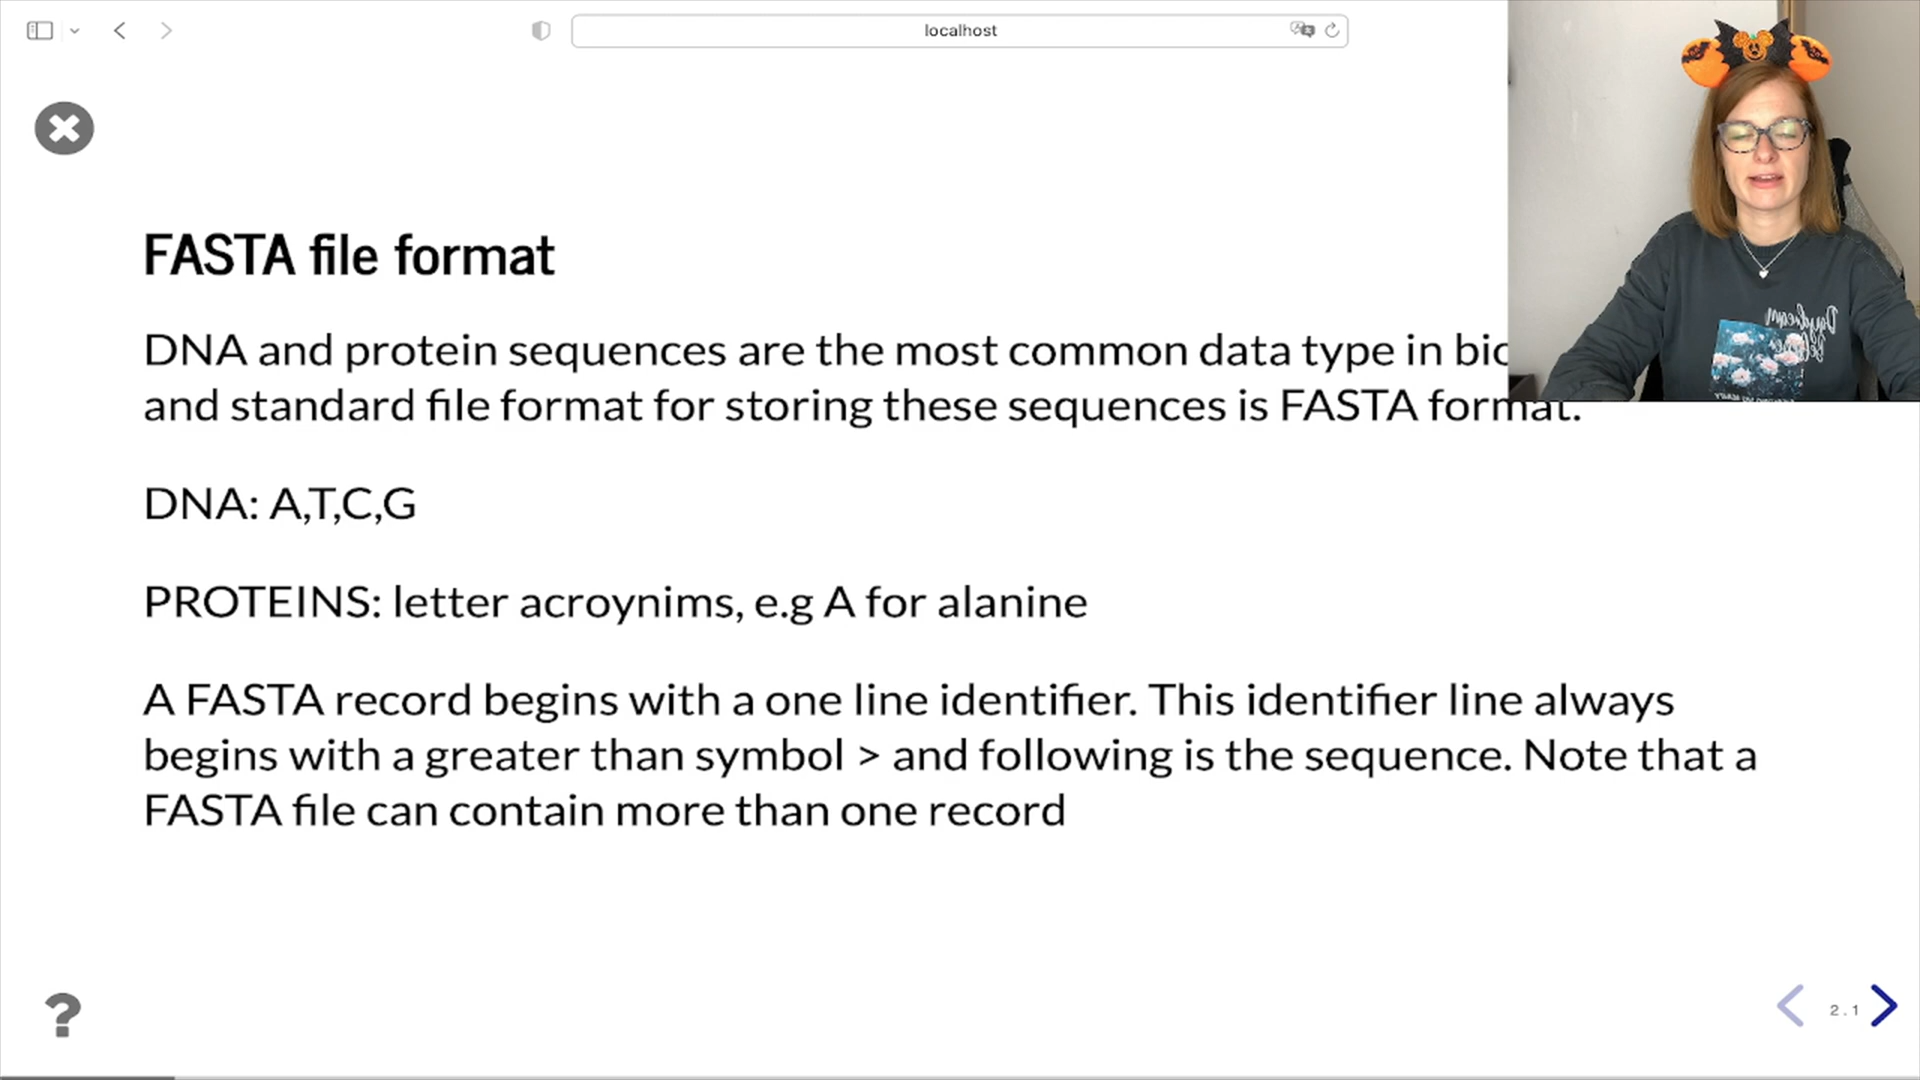 localhost
FASTA file format
DNA and protein sequences are the most common data type in
and standard file format for storing these sequences is FASTA format.
DNA: A,T,C,G
PROTEINS: letter acroynims, e.g A for alanine
A FASTA record begins with a one line identifier. This identifier line always
begins with a greater than symbol > and following is the sequence. Note that a
FASTA file can contain more than one record
?
2.1
Daydream